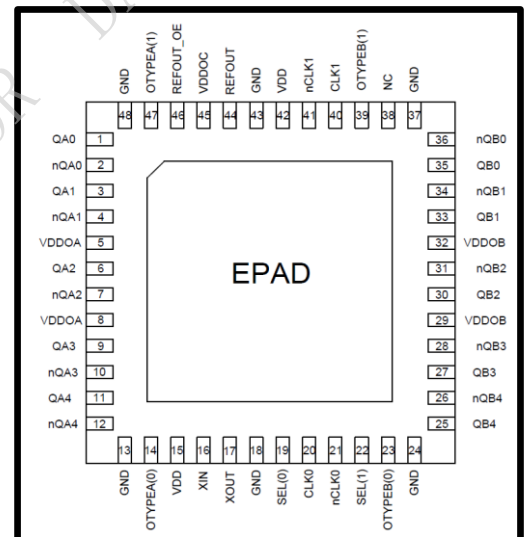 GND OTYPEA(1) REFOUT_OE VDDOC REFOUT GND VDD nCLK1 CLK1 OTYPEB(1) NC GND
48 47 46 45 44 43 42 41 40 39 38 37
QA0 1 36 nQB0
nQA0 2 35 QB0
QA1 3 34 nQB1
nQA1 4 33 QB1
VDDOA 5 32 VDDOB
QA2 6 31 nQB2
EPAD
nQA2 7 30 QB2
VDDOA 8 29 VDDOB
QA3 9 28 nQB3
nQA3 10 27 QB3
QA4 11 26 nQB4
nQA4 12 25 QB4
13 14 15 16 17 18 19 20 21 22 23 24
GND OTYPEA(0) VDD XIN XOUT GND SEL(0) CLK0 nCLK0 SEL(1) OTYPEB(0) GND